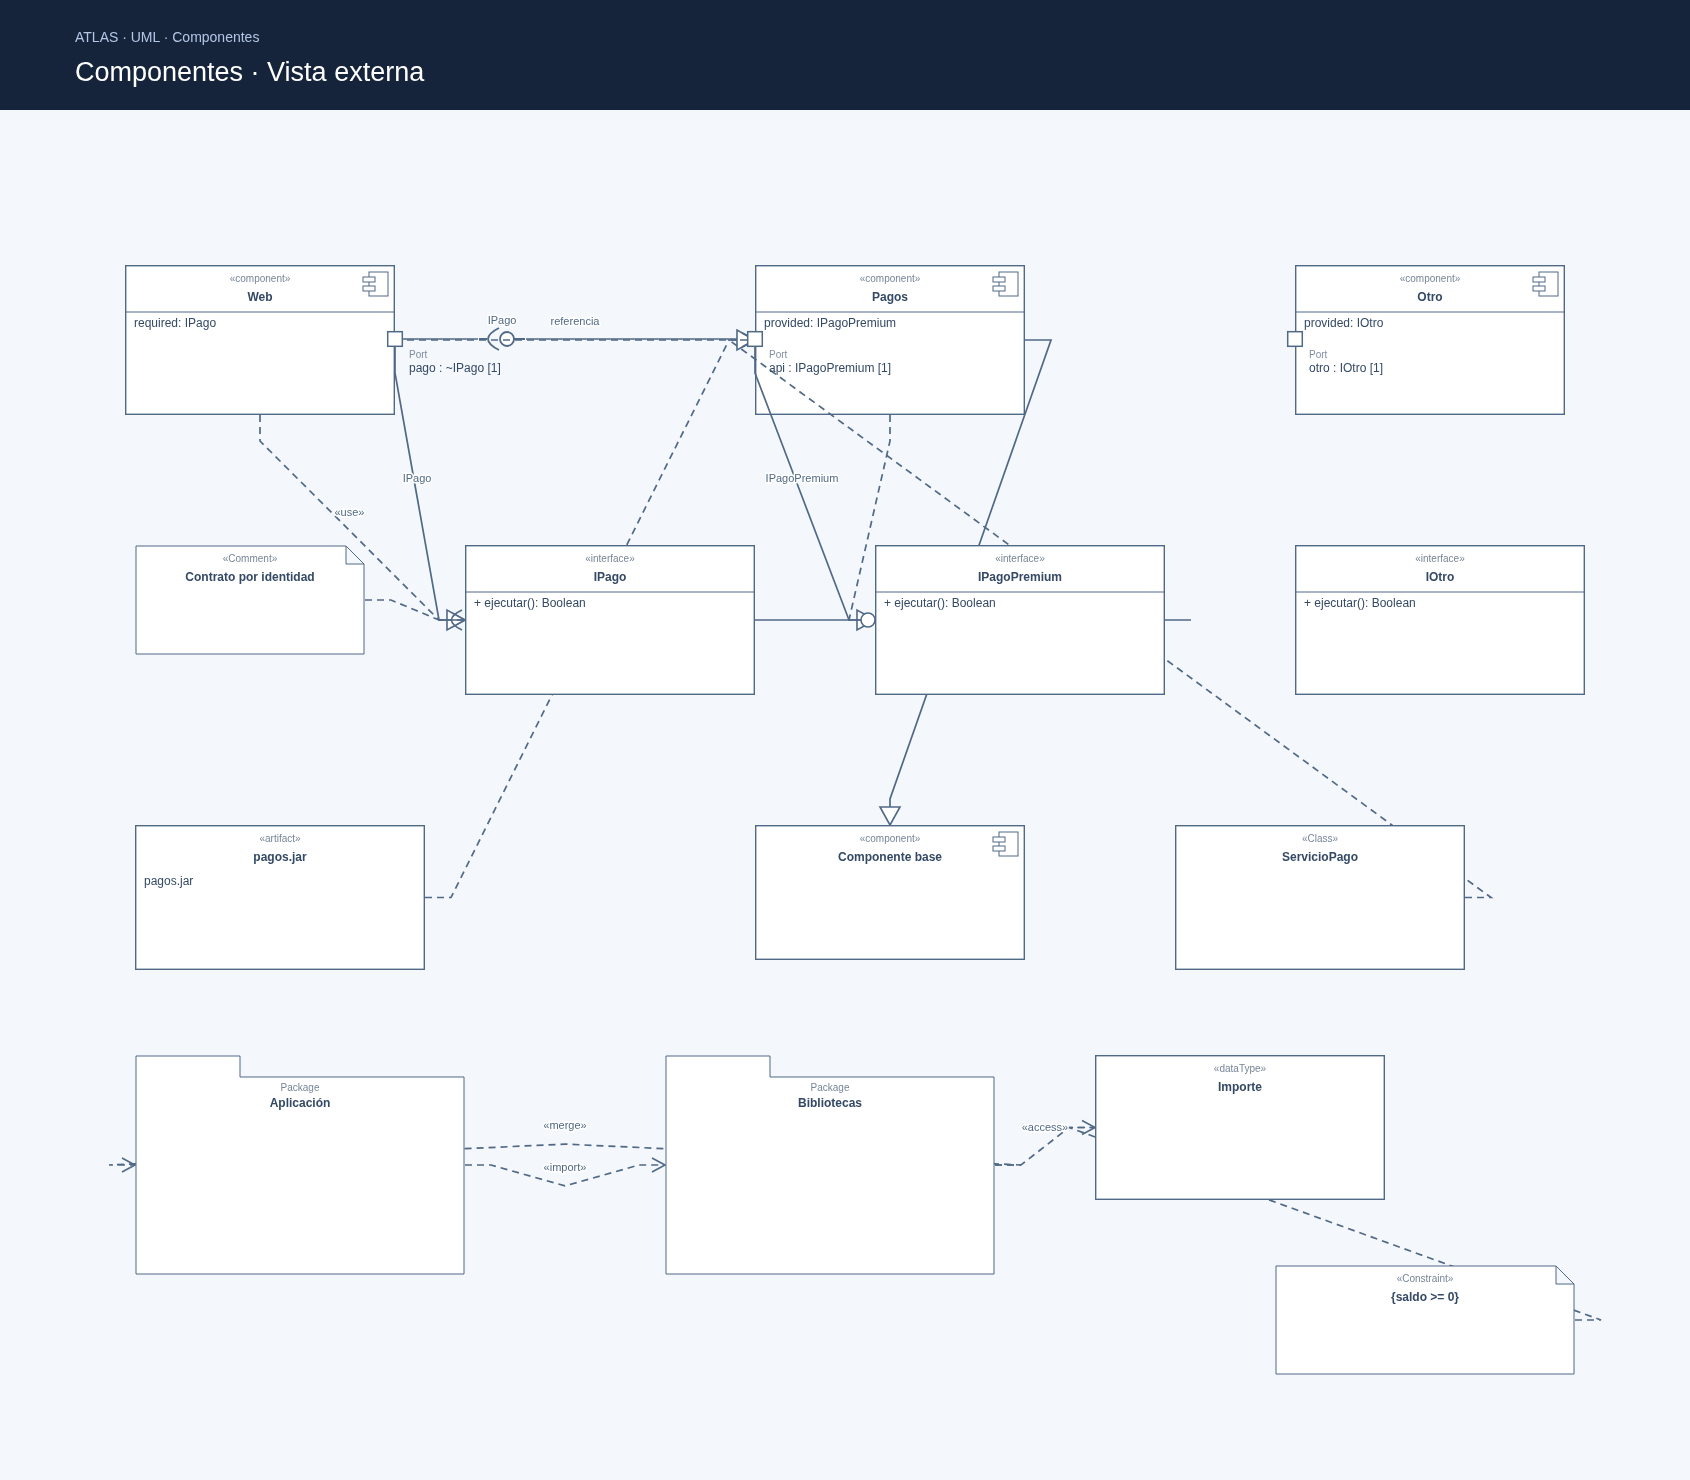 ATLAS · UML · Componentes
Componentes · Vista externa
«component»
Web
required: IPago
Port
pago : ~IPago [1]
IPago
referencia
«component»
Pagos
provided: IPagoPremium
Port
api : IPagoPremium [1]
«component»
Otro
provided: IOtro
Port
otro : IOtro [1]
IPago
IPagoPremium
«use»
«Comment»
Contrato por identidad
«interface»
IPago
+ ejecutar(): Boolean
«interface»
IPagoPremium
+ ejecutar(): Boolean
«interface»
IOtro
+ ejecutar(): Boolean
«artifact»
pagos.jar
pagos.jar
«component»
Componente base
«Class»
ServicioPago
Package
Aplicación
«merge»
«import»
Package
Bibliotecas
«access»
«dataType»
Importe
«Constraint»
{saldo >= 0}